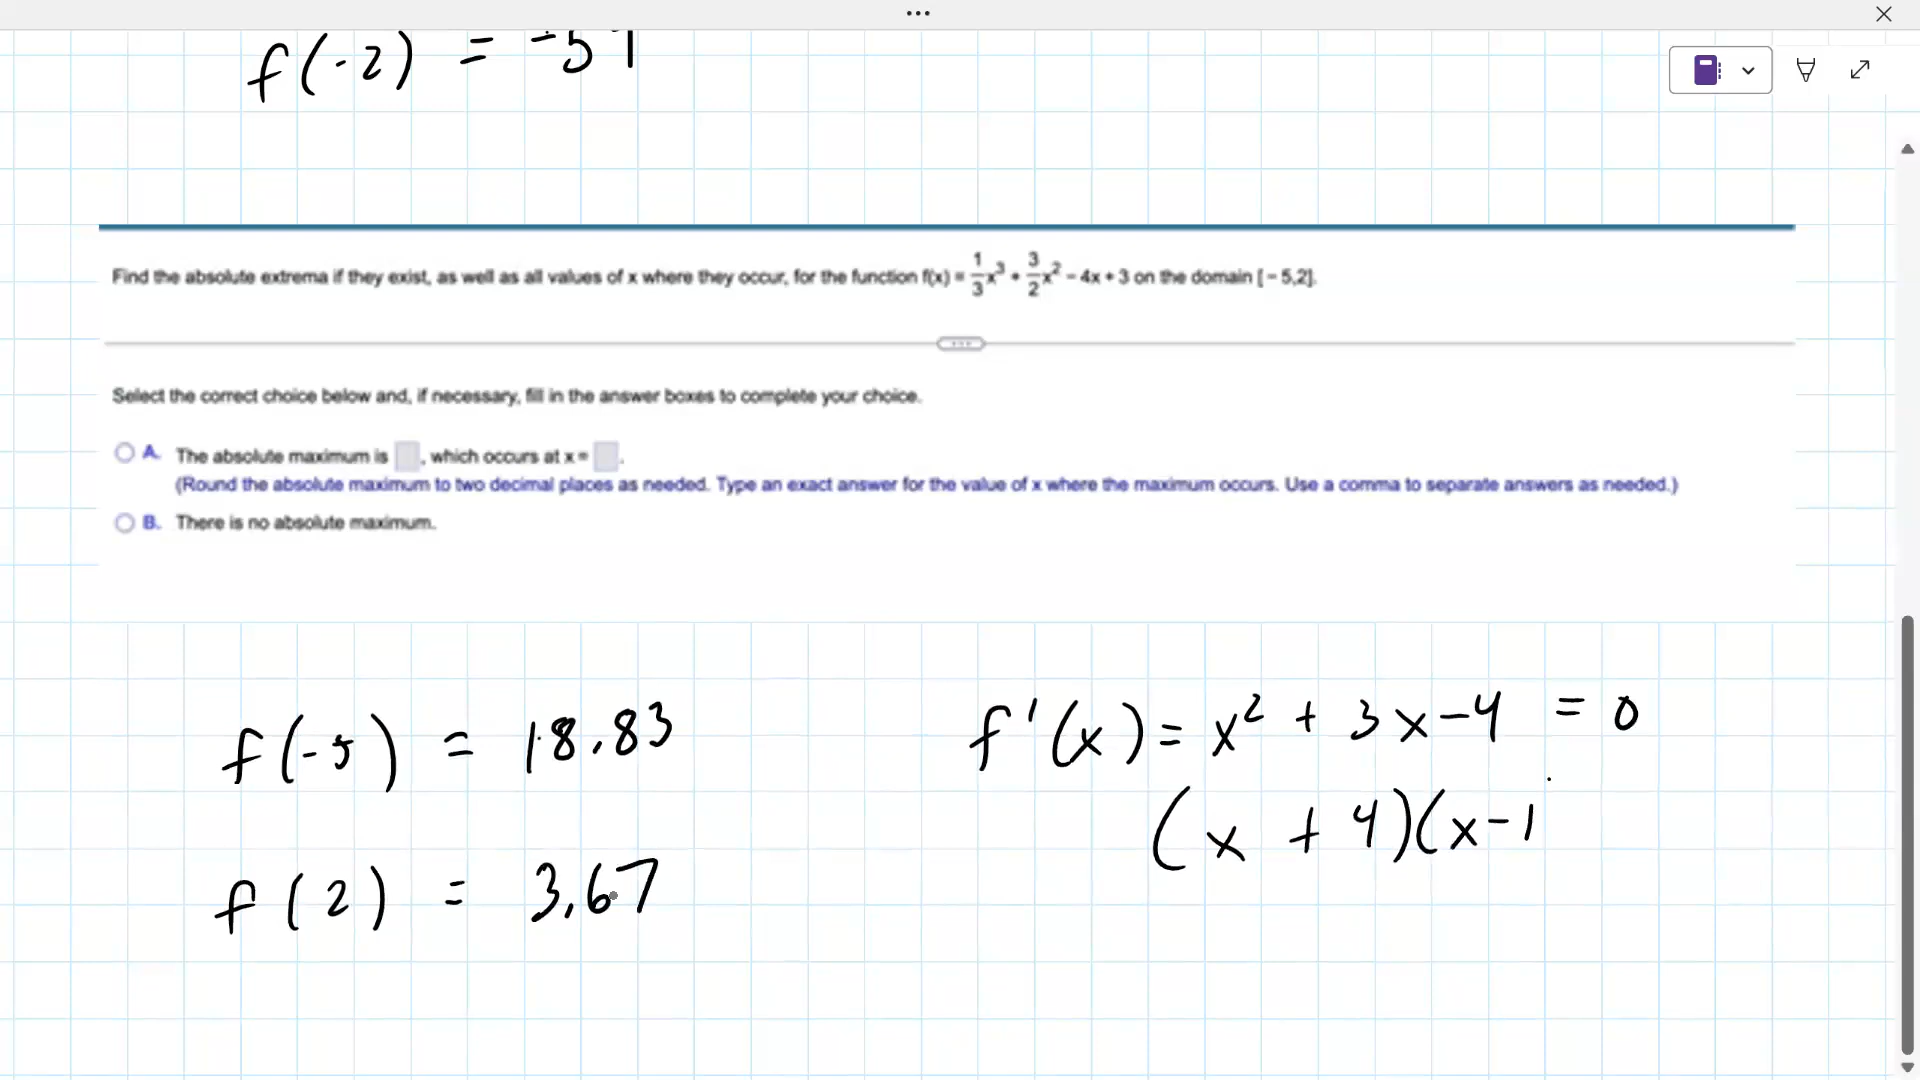 f(-2) = -5
Find the absolute extrema if they exist, as well as all values of x where they occur, for the function f(x) = 1/3 x³ + 3/2 x² - 4x + 3 on the domain [-5,2].
Select the correct choice below and, if necessary, fill in the answer boxes to complete your choice.
A. The absolute maximum is , which occurs at x = .
(Round the absolute maximum to two decimal places as needed. Type an exact answer for the value of x where the maximum occurs. Use a comma to separate answers as needed.)
B. There is no absolute maximum.
f(-5) = 18.83
f'(x) = x² + 3x - 4 = 0
(x + 4)(x - 1
f(2) = 3.67